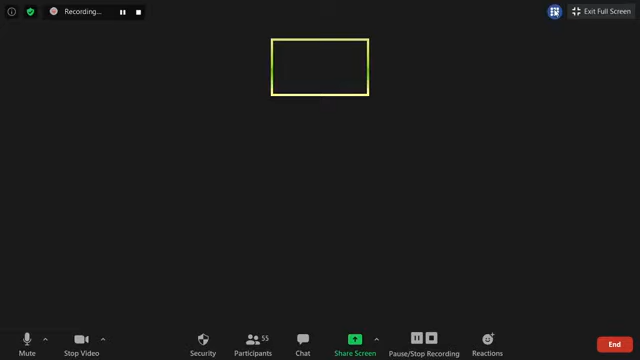 Recording...
Exit Full Screen
55
Mute
Stop Video
Security
Participants
Chat
Share Screen
Pause/Stop Recording
Reactions
End